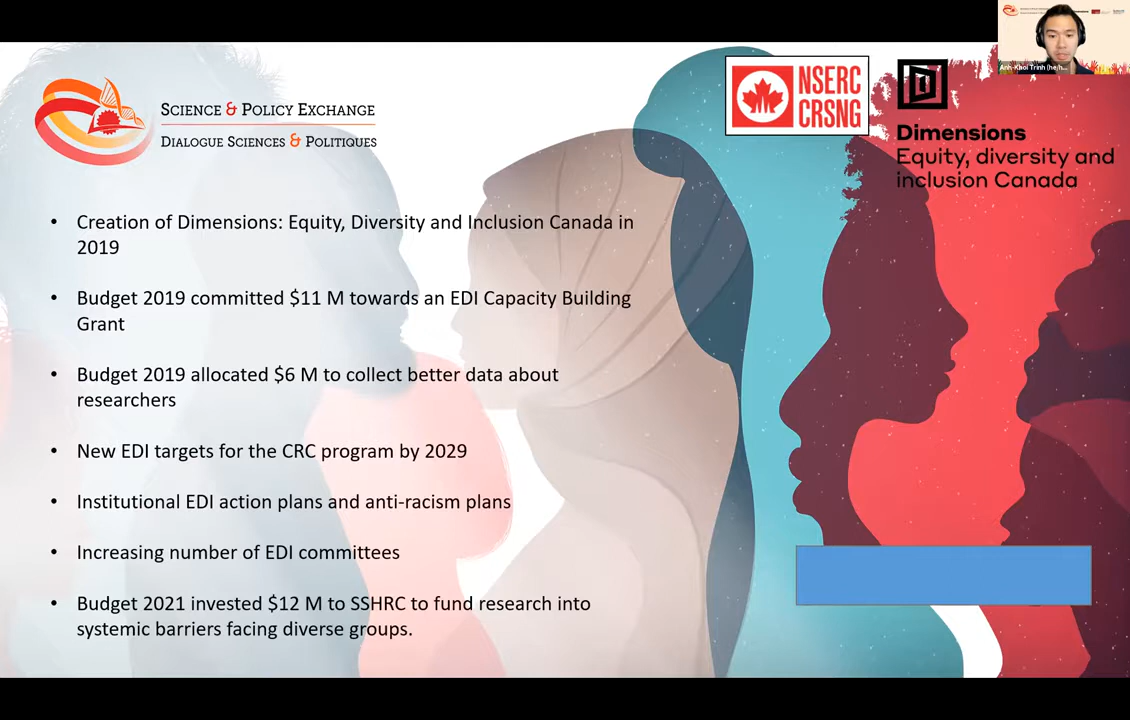 SCIENCE & POLICY EXCHANGE
DIALOGUE SCIENCES & POLITIQUES
NSERC
CRSNG
Dimensions
Equity, diversity and
inclusion Canada
Anh-Khoi Trinh (he/h...
• Creation of Dimensions: Equity, Diversity and Inclusion Canada in
2019
• Budget 2019 committed $11 M towards an EDI Capacity Building
Grant
• Budget 2019 allocated $6 M to collect better data about
researchers
• New EDI targets for the CRC program by 2029
• Institutional EDI action plans and anti-racism plans
• Increasing number of EDI committees
• Budget 2021 invested $12 M to SSHRC to fund research into
systemic barriers facing diverse groups.